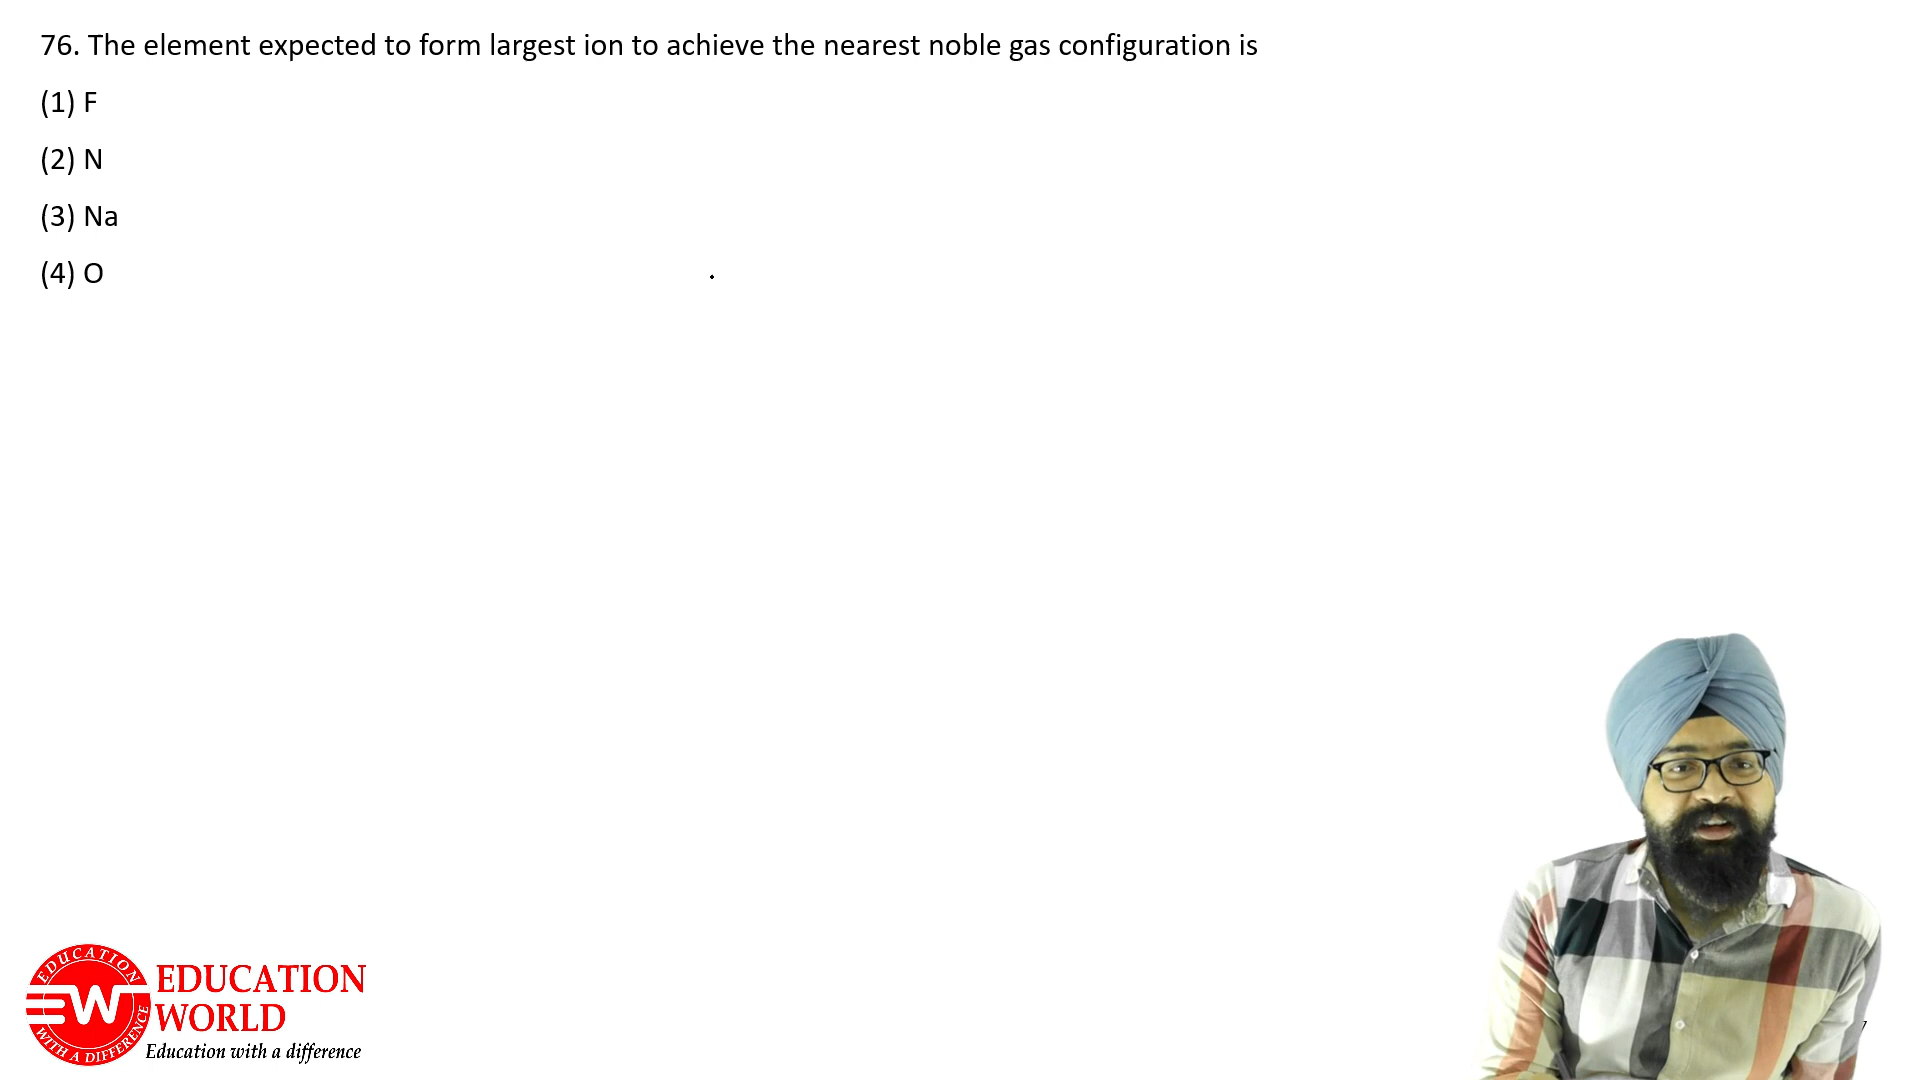 76. The element expected to form largest ion to achieve the nearest noble gas configuration is
(1) F
(2) N
(3) Na
(4) O
EDUCATION
EW
WITH A DIFFERENCE
EDUCATION
WORLD
Education with a difference